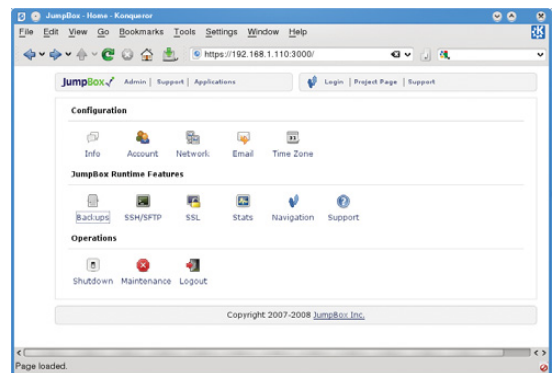 JumpBox - Home - Konqueror
File Edit View Go Bookmarks Tools Settings Window Help
https://192.168.1.110:3000/
JumpBox Admin | Support | Applications Login | Project Page | Support
Configuration
Info Account Network Email Time Zone
JumpBox Runtime Features
Backups SSH/SFTP SSL Stats Navigation Support
Operations
Shutdown Maintenance Logout
Copyright 2007-2008 JumpBox Inc.
Page loaded.